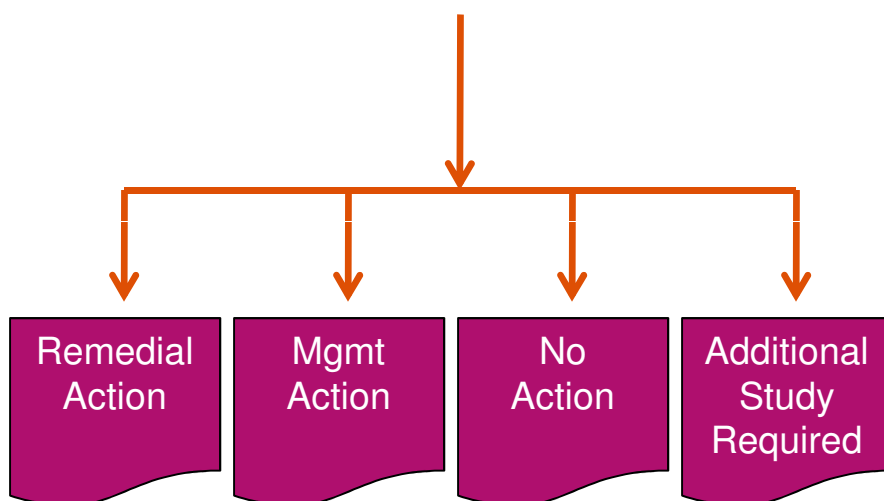 Remedial
Action
Mgmt
Action
No
Action
Additional
Study
Required